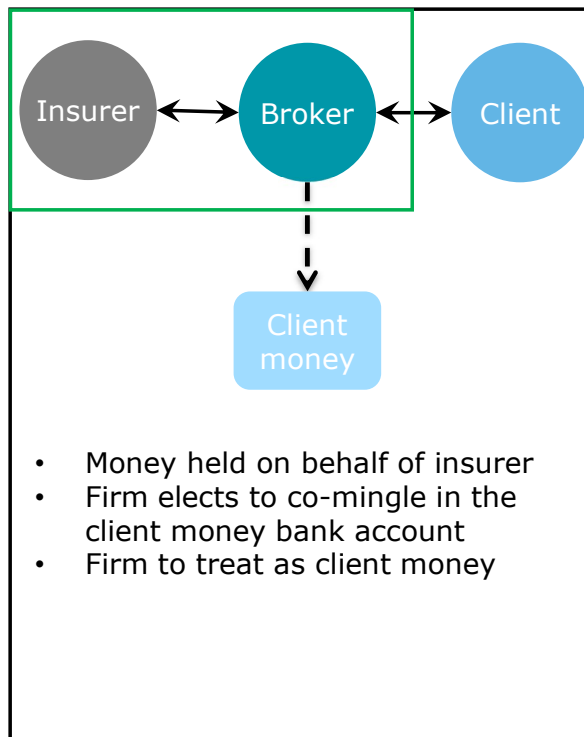 Insurer
Broker
Client
Client
money
• Money held on behalf of insurer
• Firm elects to co-mingle in the
client money bank account
• Firm to treat as client money